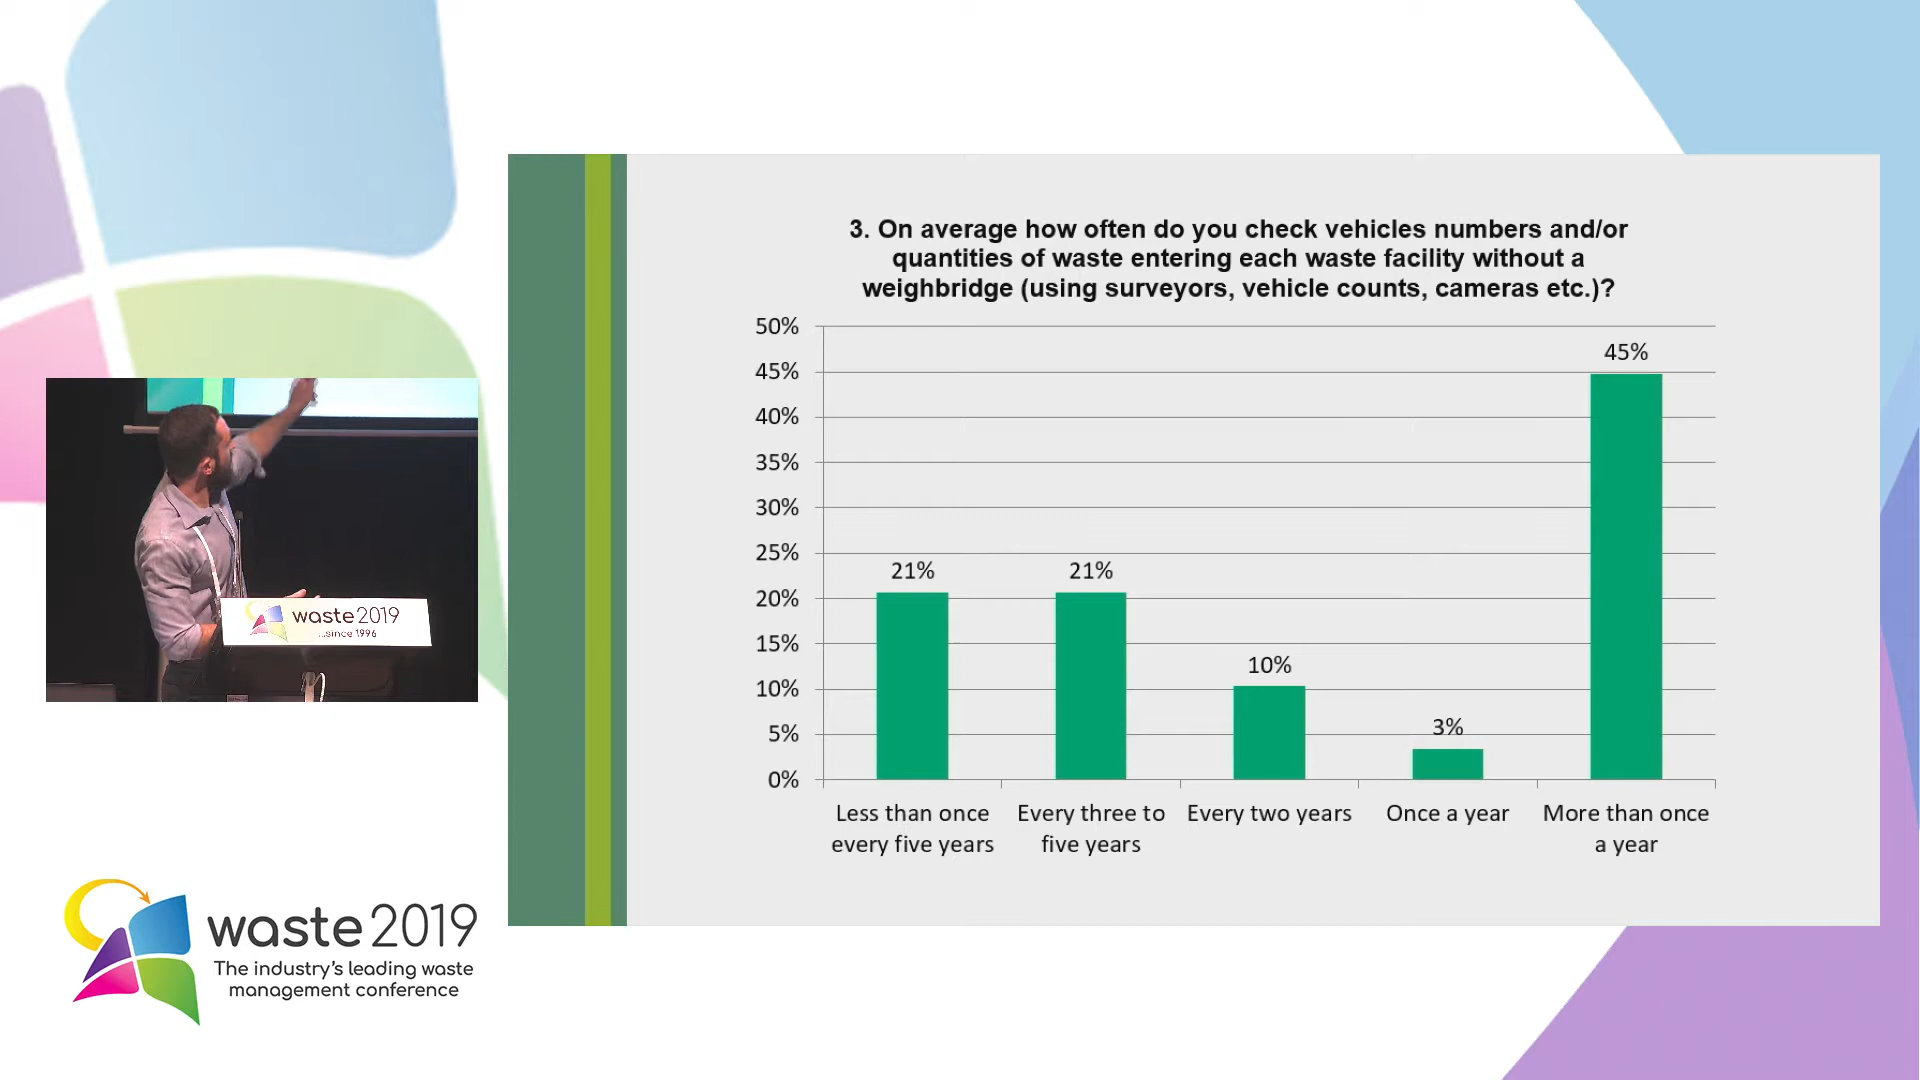 3. On average how often do you check vehicles numbers and/or
quantities of waste entering each waste facility without a
weighbridge (using surveyors, vehicle counts, cameras etc.)?
50%
45%
40%
35%
30%
25%
20%
15%
10%
5%
0%
21%
21%
10%
3%
45%
Less than once
every five years
Every three to
five years
Every two years
Once a year
More than once
a year
waste 2019
...since 1996
waste 2019
The industry's leading waste
management conference